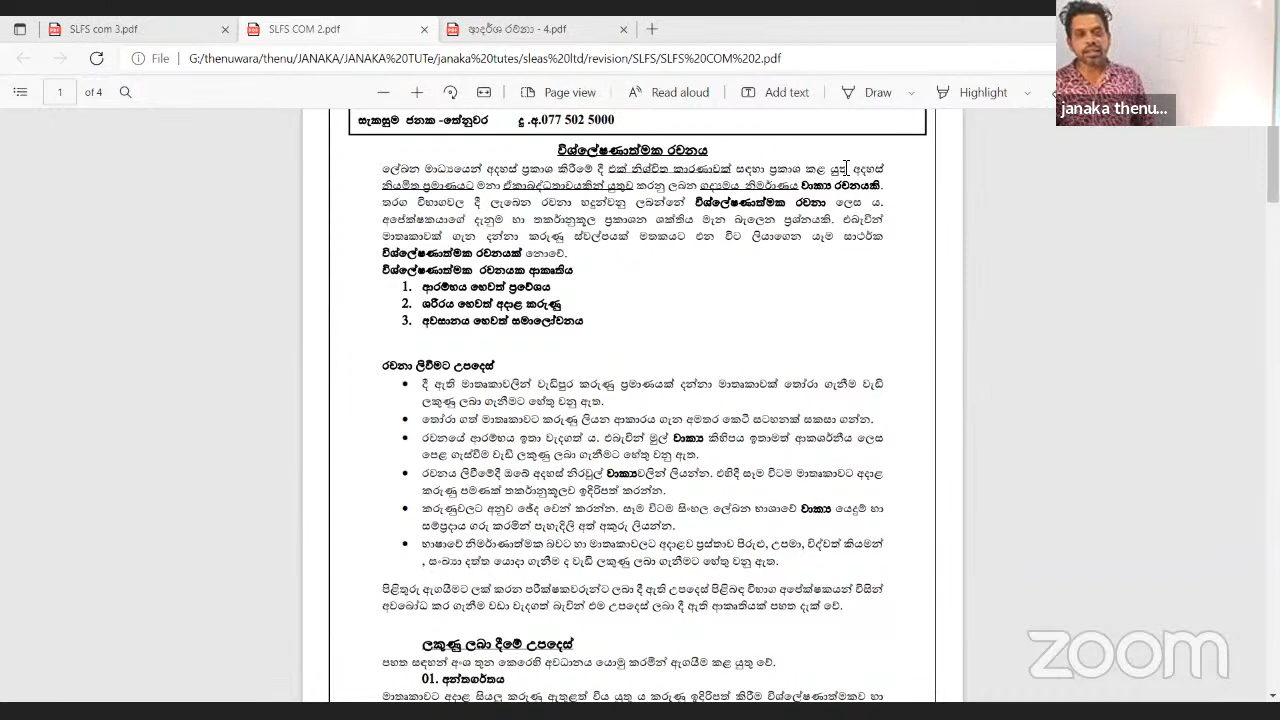 SLFS com 3.pdf
SLFS COM 2.pdf
ආදර්ශ රචනා - 4.pdf
File G:/thenuwara/thenu/JANAKA/JANAKA%20TUTe/janaka%20tutes/sleas%20ltd/revision/SLFS/SLFS%20COM%202.pdf
1 of 4
Page view
Read aloud
Add text
Draw
Highlight
janaka thenu...
සැකසුම ජනක -තේනුවර දු .අ.077 502 5000
විශ්ලේෂණාත්මක රචනය
ලේඛන මාධ්‍යයෙන් අදහස් ප්‍රකාශ කිරීමේ දී එක් නිශ්චිත කාරණාවක් සඳහා ප්‍රකාශ කළ යුතු අදහස්
නියමිත ප්‍රමාණයට මනා ඒකාබද්ධතාවයකින් යුතුව කරනු ලබන ගද්‍යමය නිර්මාණය වාක්‍ය රචනයකි.
තරග විභාගවල දී ලැබෙන රචනා හඳුන්වනු ලබන්නේ විශ්ලේෂණාත්මක රචනා ලෙස ය.
අපේක්ෂකයාගේ දැනුම හා තර්කානුකූල ප්‍රකාශන ශක්තිය මැන බැලෙන ප්‍රශ්නයකි. එබැවින්
මාතෘකාවක් ගැන දන්නා කරුණු ස්වල්පයක් මතකයට එන විට ලියාගෙන යෑම සාර්ථක
විශ්ලේෂණාත්මක රචනයක් නොවේ.
විශ්ලේෂණාත්මක රචනයක ආකෘතිය
1. ආරම්භය හෙවත් ප්‍රවේශය
2. ශරීරය හෙවත් අදාළ කරුණු
3. අවසානය හෙවත් සමාලෝචනය
රචනා ලිවීමට උපදෙස්
• දී ඇති මාතෘකාවලින් වැඩිපුර කරුණු ප්‍රමාණයක් දන්නා මාතෘකාවක් තෝරා ගැනීම වැඩි
ලකුණු ලබා ගැනීමට හේතු වනු ඇත.
• තෝරා ගත් මාතෘකාවට කරුණු ලියන ආකාරය ගැන අමතර කෙටි සටහනක් සකසා ගන්න.
• රචනයේ ආරම්භය ඉතා වැදගත් ය. එබැවින් මුල් වාක්‍ය කිහිපය ඉතාමත් ආකර්ශනීය ලෙස
පෙළ ගැස්වීම වැඩි ලකුණු ලබා ගැනීමට හේතු වනු ඇත.
• රචනය ලිවීමේදී ඔබේ අදහස් නිරවුල් වාක්‍යවලින් ලියන්න. එහිදී සෑම විටම මාතෘකාවට අදාළ
කරුණු පමණක් තර්කානුකූලව ඉදිරිපත් කරන්න.
• කරුණුවලට අනුව ඡේද වෙන් කරන්න. සෑම විටම සිංහල ලේඛන භාශාවේ වාක්‍ය යෙදුම් හා
සම්ප්‍රදාය ගරු කරමින් පැහැදිලි අත් අකුරු ලියන්න.
• භාෂාවේ නිර්මාණාත්මක බවට හා මාතෘකාවලට අදාළව ප්‍රස්තාව පිරුළු, උපමා, විද්වත් කියමන්
, සංඛ්‍යා දත්ත යොදා ගැනීම ද වැඩි ලකුණු ලබා ගැනීමට හේතු වනු ඇත.
පිළිතුරු ඇගයීමට ලක් කරන පරීක්ෂකවරුන්ට ලබා දී ඇති උපදෙස් පිළිබඳ විභාග අපේක්ෂකයන් විසින්
අවබෝධ කර ගැනීම වඩා වැදගත් බැවින් එම උපදෙස් ලබා දී ඇති ආකෘතියක් පහත දැක් වේ.
ලකුණු ලබා දීමේ උපදෙස්
පහත සඳහන් අංශ තුන කෙරෙහි අවධානය යොමු කරමින් ඇගයීම කළ යුතු වේ.
01. අන්තර්ගතය
මාතෘකාවට අදාළ සියලු කරුණු ඇතුළත් විය යුතු ය කරුණු ඉදිරිපත් කිරීම විශ්ලේෂණාත්මකව හා
zoom